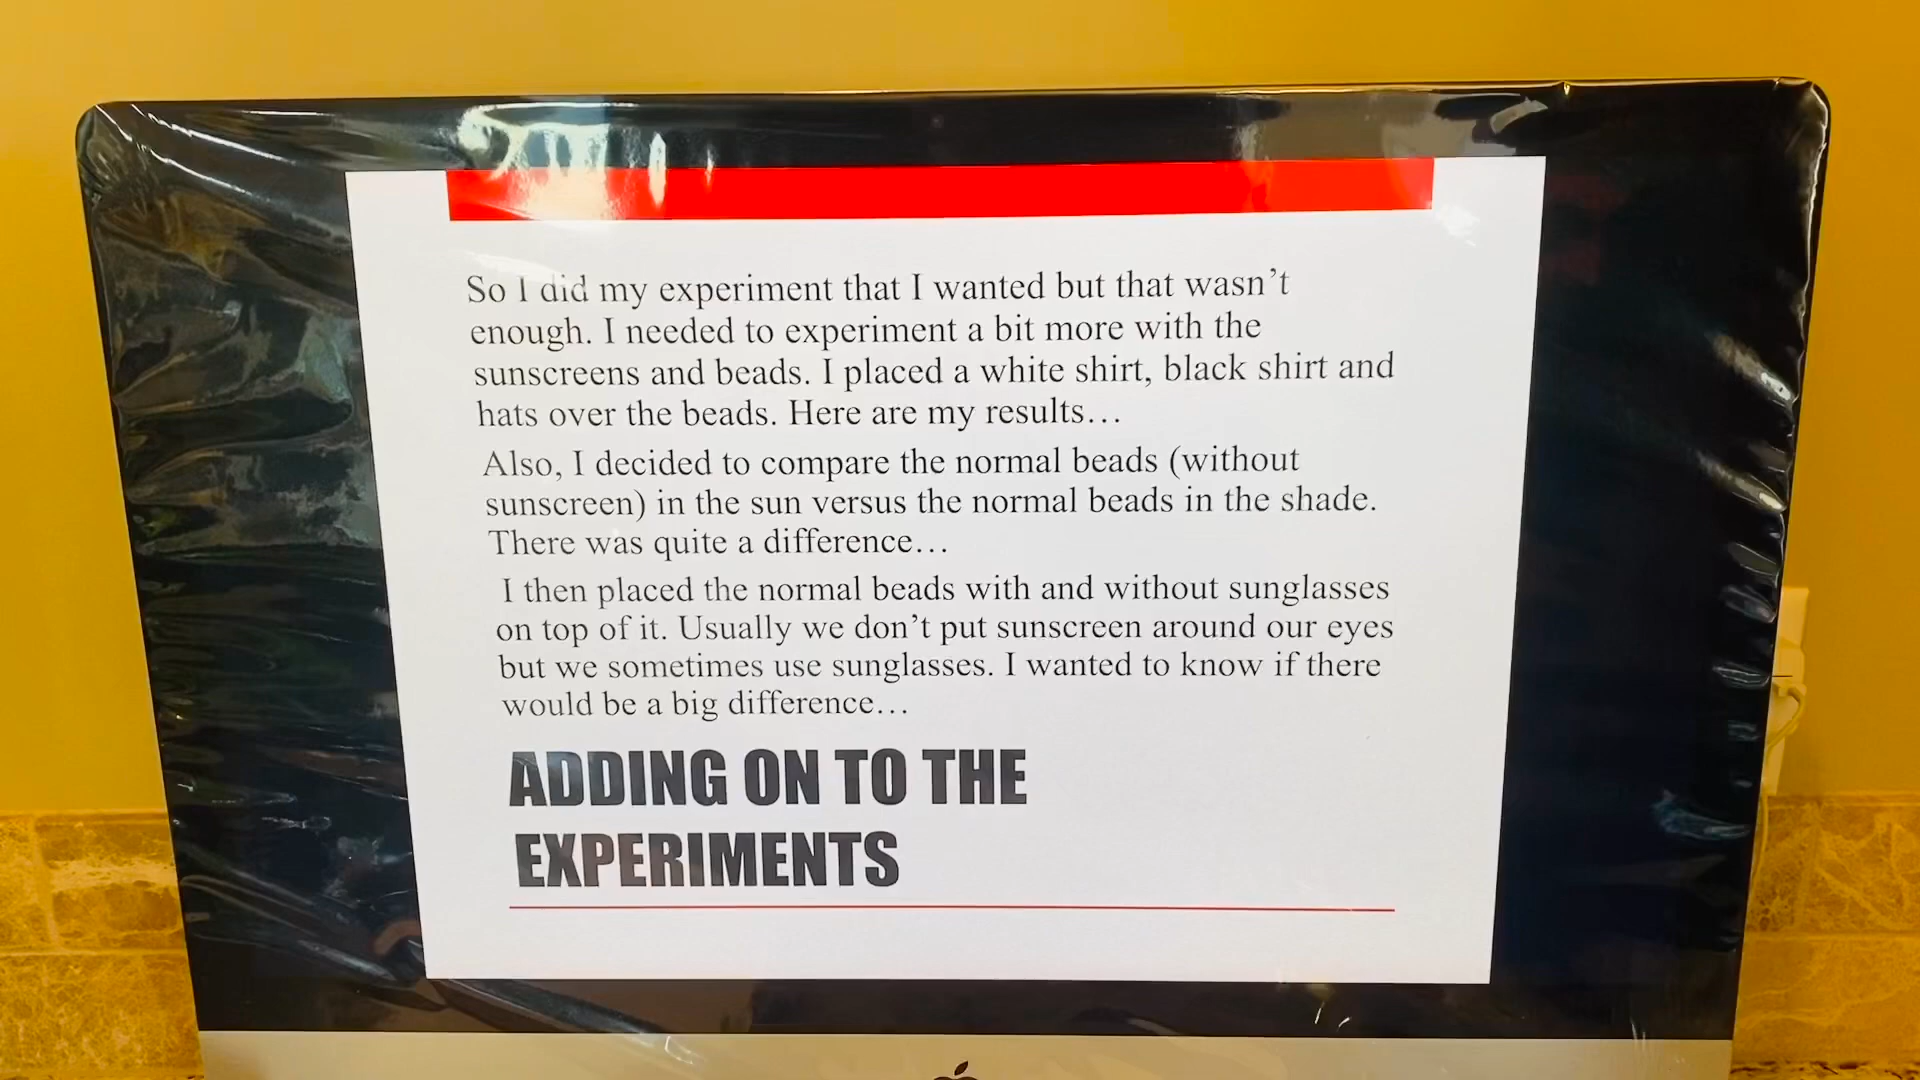 So I did my experiment that I wanted but that wasn't
enough. I needed to experiment a bit more with the
sunscreens and beads. I placed a white shirt, black shirt and
hats over the beads. Here are my results…
Also, I decided to compare the normal beads (without
sunscreen) in the sun versus the normal beads in the shade.
There was quite a difference…
I then placed the normal beads with and without sunglasses
on top of it. Usually we don't put sunscreen around our eyes
but we sometimes use sunglasses. I wanted to know if there
would be a big difference…
ADDING ON TO THE
EXPERIMENTS